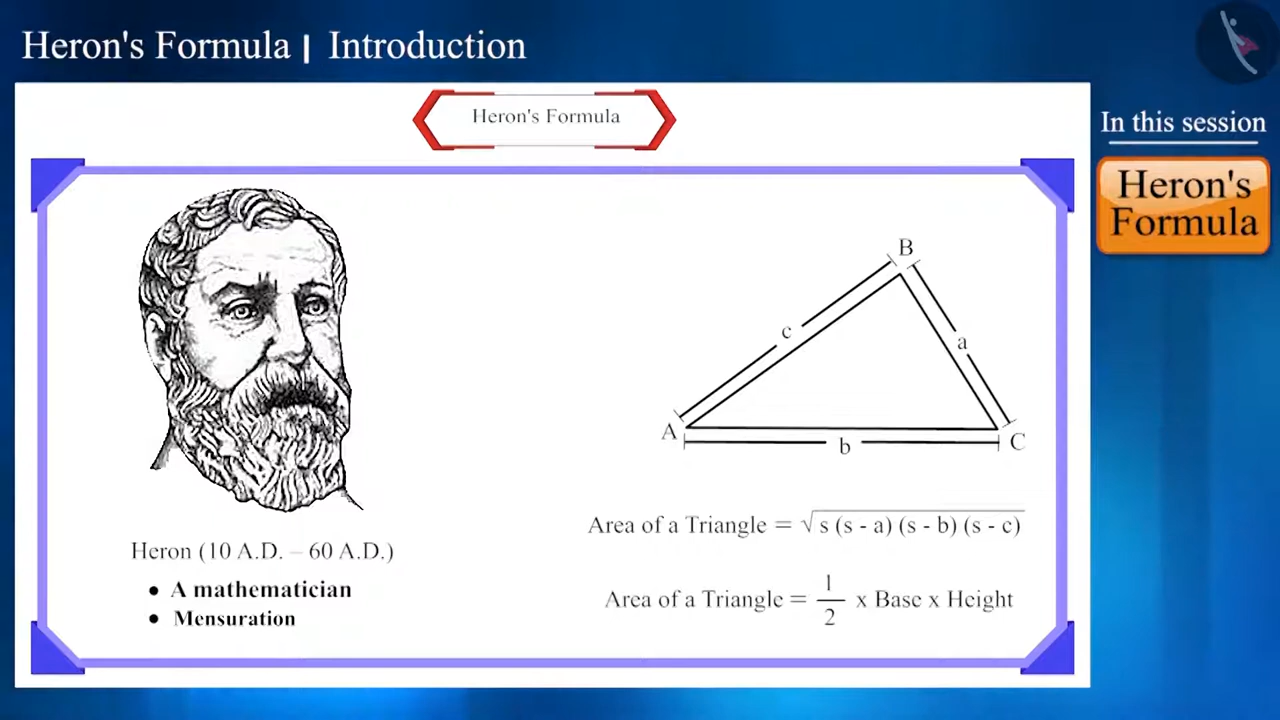 Heron's Formula | Introduction
Heron's Formula
In this session
Heron's
Formula
B
c
a
A
b
C
Area of a Triangle = √s (s - a) (s - b) (s - c)
Heron (10 A.D. – 60 A.D.)
• A mathematician
• Mensuration
Area of a Triangle = 1/2 x Base x Height